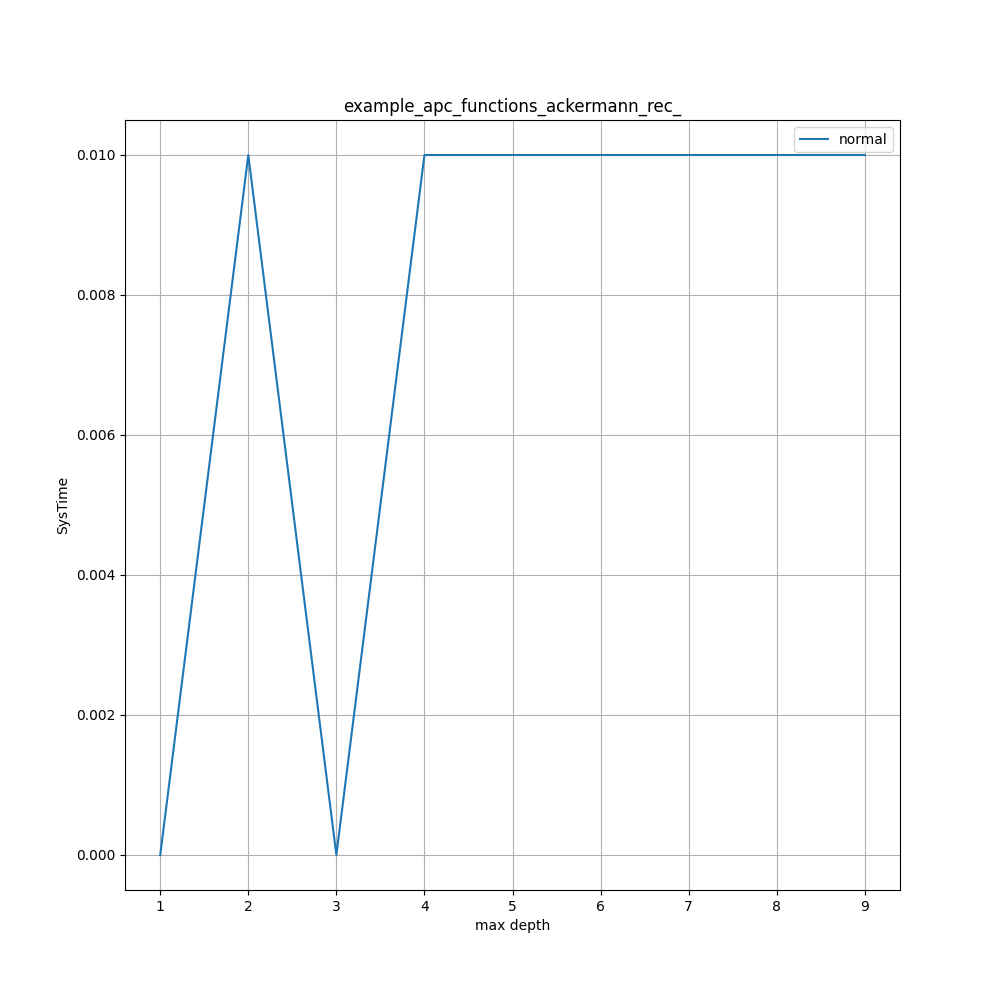 example_apc_functions_ackermann_rec_
normal
0.010
0.008
0.006
0.004
0.002
0.000
SysTime
1 2 3 4 5 6 7 8 9
max depth